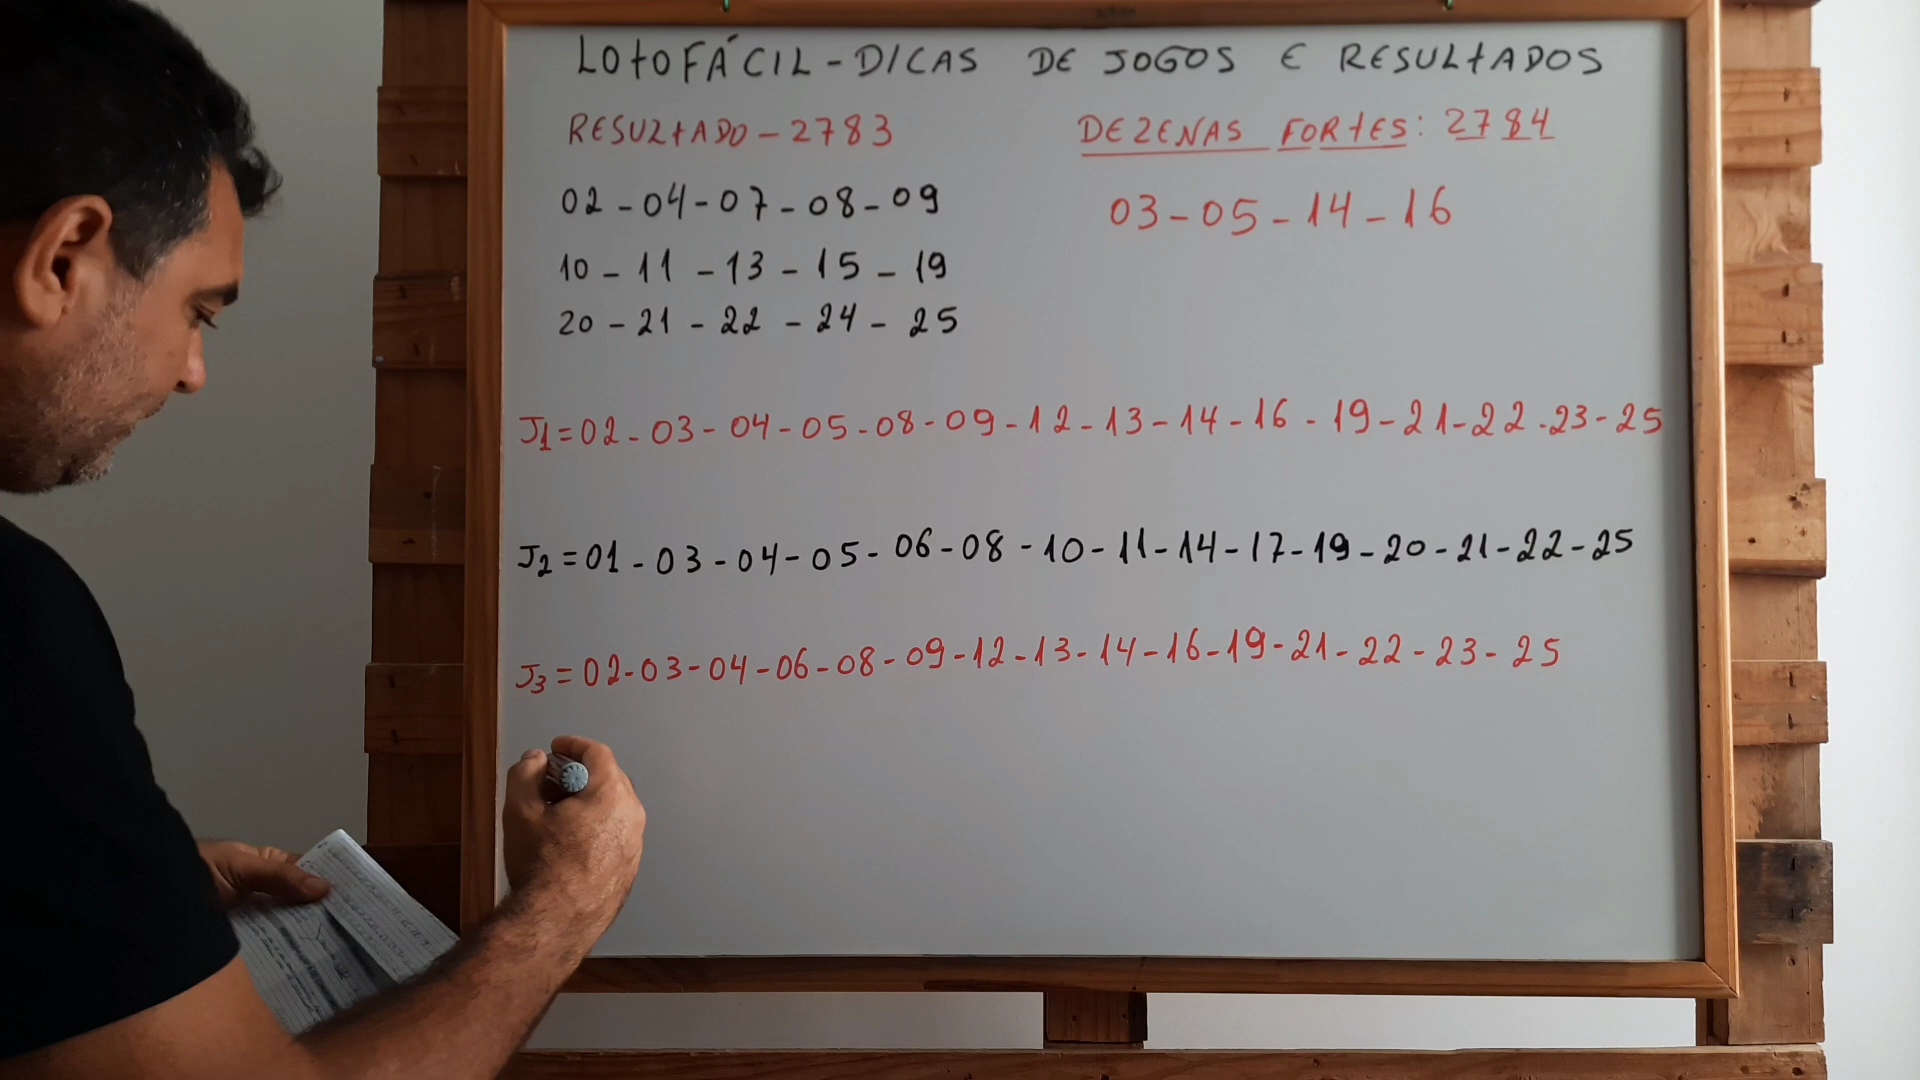 LOTOFÁCIL - DICAS DE JOGOS E RESULTADOS
RESULTADO - 2783
02 - 04 - 07 - 08 - 09
10 - 11 - 13 - 15 - 19
20 - 21 - 22 - 24 - 25
DEZENAS FORTES: 2784
03 - 05 - 14 - 16
J1 = 02 - 03 - 04 - 05 - 08 - 09 - 12 - 13 - 14 - 16 - 19 - 21 - 22 - 23 - 25
J2 = 01 - 03 - 04 - 05 - 06 - 08 - 10 - 11 - 14 - 17 - 19 - 20 - 21 - 22 - 25
J3 = 02 - 03 - 04 - 06 - 08 - 09 - 12 - 13 - 14 - 16 - 19 - 21 - 22 - 23 - 25